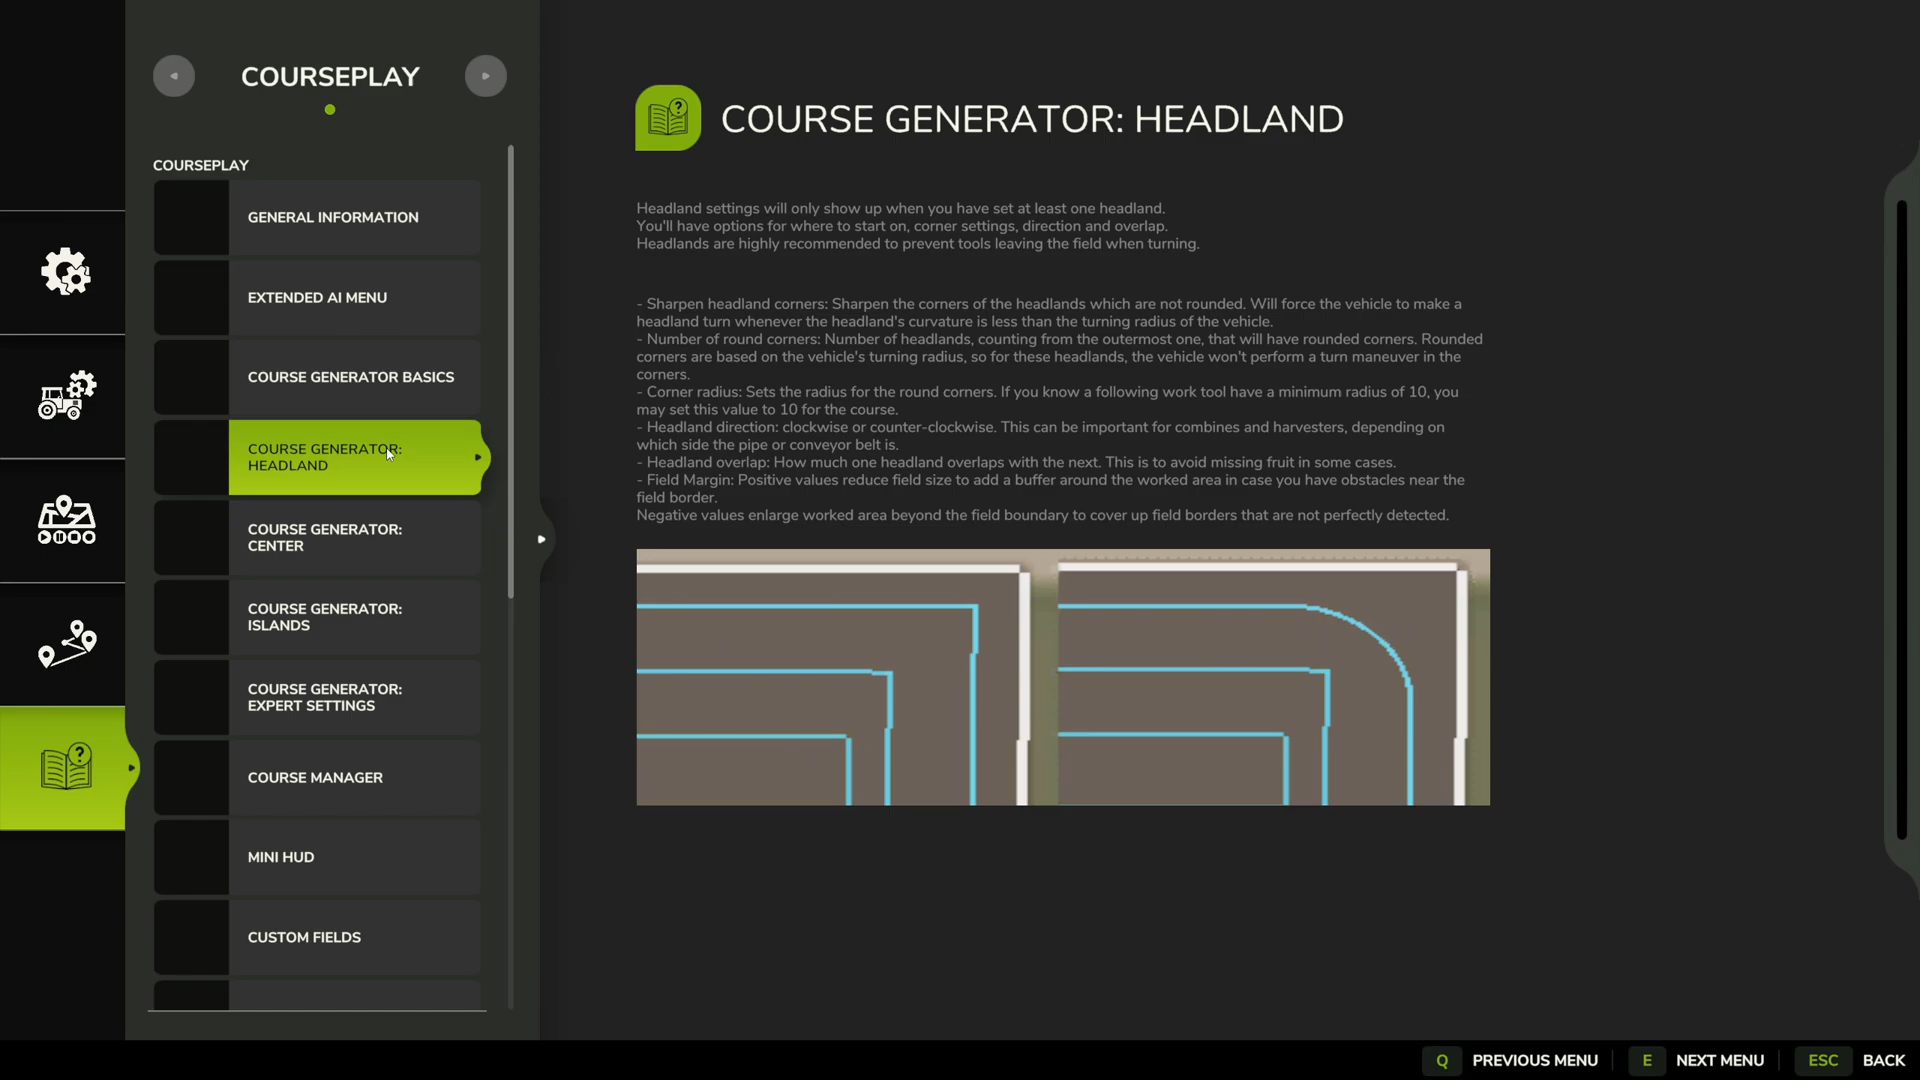 COURSEPLAY
COURSEPLAY
GENERAL INFORMATION
EXTENDED AI MENU
COURSE GENERATOR BASICS
COURSE GENERATOR:
HEADLAND
COURSE GENERATOR:
CENTER
COURSE GENERATOR:
ISLANDS
COURSE GENERATOR:
EXPERT SETTINGS
COURSE MANAGER
MINI HUD
CUSTOM FIELDS
COURSE GENERATOR: HEADLAND
Headland settings will only show up when you have set at least one headland.
You'll have options for where to start on, corner settings, direction and overlap.
Headlands are highly recommended to prevent tools leaving the field when turning.
- Sharpen headland corners: Sharpen the corners of the headlands which are not rounded. Will force the vehicle to make a
headland turn whenever the headland's curvature is less than the turning radius of the vehicle.
- Number of round corners: Number of headlands, counting from the outermost one, that will have rounded corners. Rounded
corners are based on the vehicle's turning radius, so for these headlands, the vehicle won't perform a turn maneuver in the
corners.
- Corner radius: Sets the radius for the round corners. If you know a following work tool have a minimum radius of 10, you
may set this value to 10 for the course.
- Headland direction: clockwise or counter-clockwise. This can be important for combines and harvesters, depending on
which side the pipe or conveyor belt is.
- Headland overlap: How much one headland overlaps with the next. This is to avoid missing fruit in some cases.
- Field Margin: Positive values reduce field size to add a buffer around the worked area in case you have obstacles near the
field border.
Negative values enlarge worked area beyond the field boundary to cover up field borders that are not perfectly detected.
Q PREVIOUS MENU E NEXT MENU ESC BACK